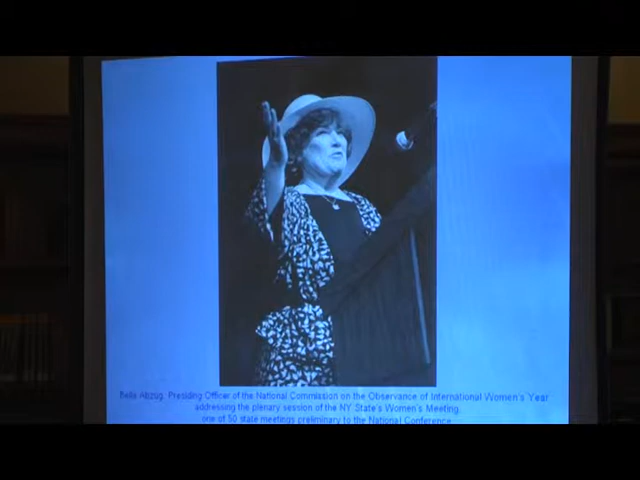 Bella Abzug: Presiding Officer of the National Commission on the Observance of International Women's Year
addressing the plenary session of the NY State's Women's Meeting,
one of 50 state meetings preliminary to the National Conference